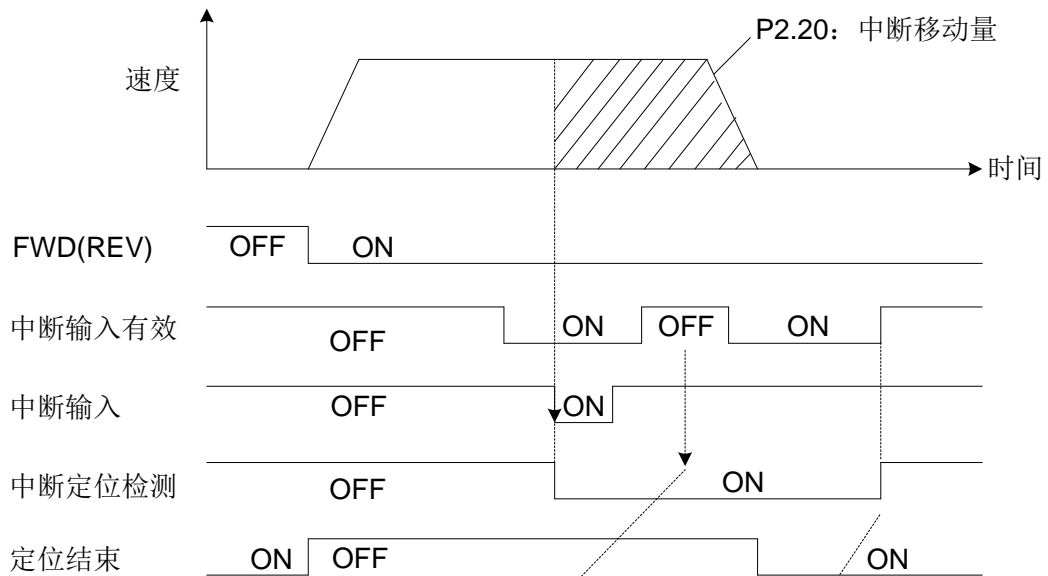 P2.20：中断移动量
速度
时间
FWD(REV) OFF ON
中断输入有效 OFF ON OFF ON
中断输入 OFF ON
中断定位检测 OFF ON
定位结束 ON OFF ON